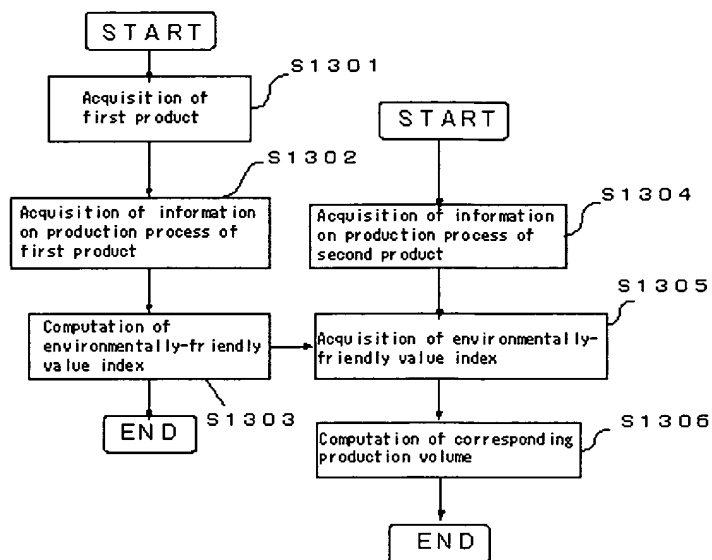 START
S1301
Acquisition of
first product
S1302
Acquisition of information
on production process of
first product
Computation of
environmentally-friendly
value index
S1303
END
START
S1304
Acquisition of information
on production process of
second product
S1305
Acquisition of environmentally-
friendly value index
S1306
Computation of corresponding
production volume
END